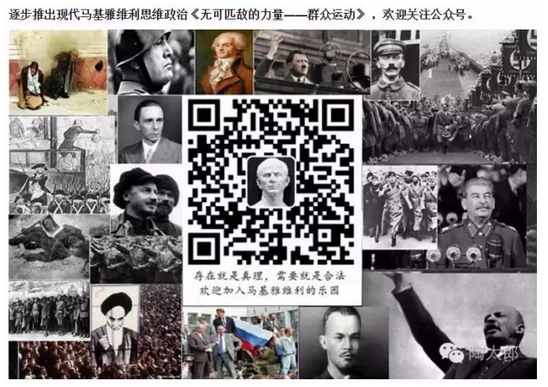 逐步推出现代马基雅维利思维政治《无可匹敌的力量——群众运动》，欢迎关注公众号。
存在就是真理，需要就是合法
欢迎加入马基雅维利的乐园
陶太郎